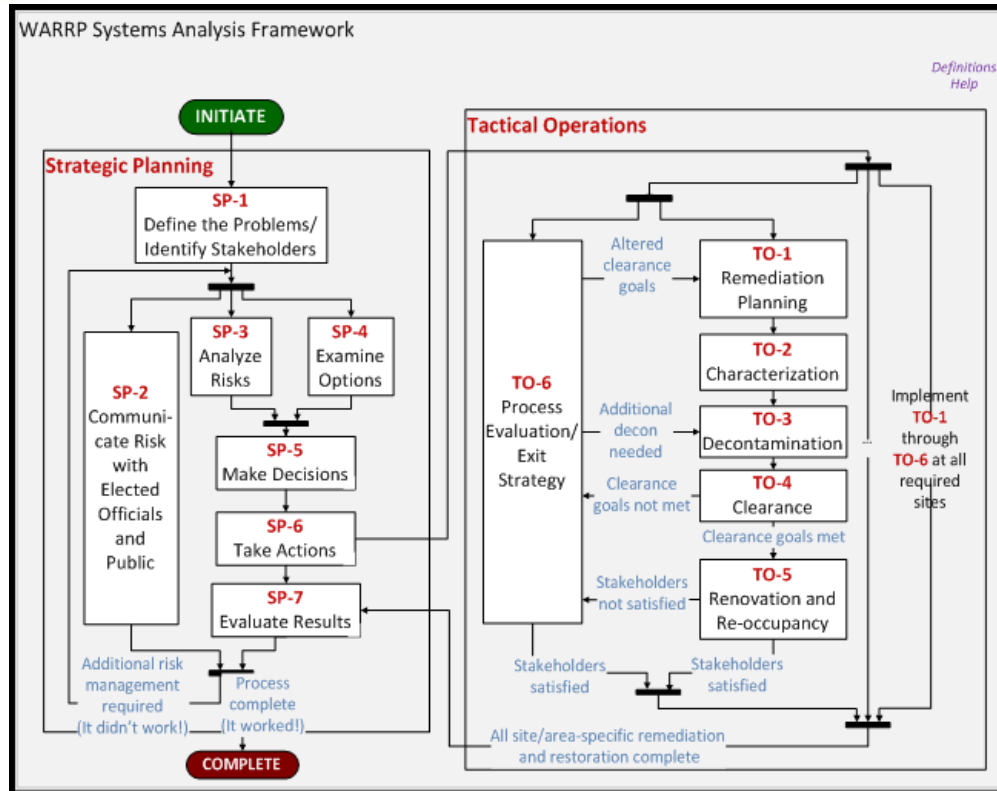 WARRP Systems Analysis Framework
Definitions
Help
INITIATE
Strategic Planning
SP-1
Define the Problems/
Identify Stakeholders
SP-2
Communi-
cate Risk
with
Elected
Officials
and
Public
SP-3
Analyze
Risks
SP-4
Examine
Options
SP-5
Make Decisions
SP-6
Take Actions
SP-7
Evaluate Results
Additional risk
management
required
(It didn't work!)
Process
complete
(It worked!)
COMPLETE
Tactical Operations
TO-6
Process
Evaluation/
Exit
Strategy
Altered
clearance
goals
TO-1
Remediation
Planning
TO-2
Characterization
Additional
decon
needed
TO-3
Decontamination
Clearance
goals not met
TO-4
Clearance
Clearance goals met
Stakeholders
not satisfied
TO-5
Renovation and
Re-occupancy
Stakeholders
satisfied
Stakeholders
satisfied
...
Implement
TO-1
through
TO-6 at all
required
sites
All site/area-specific remediation
and restoration complete